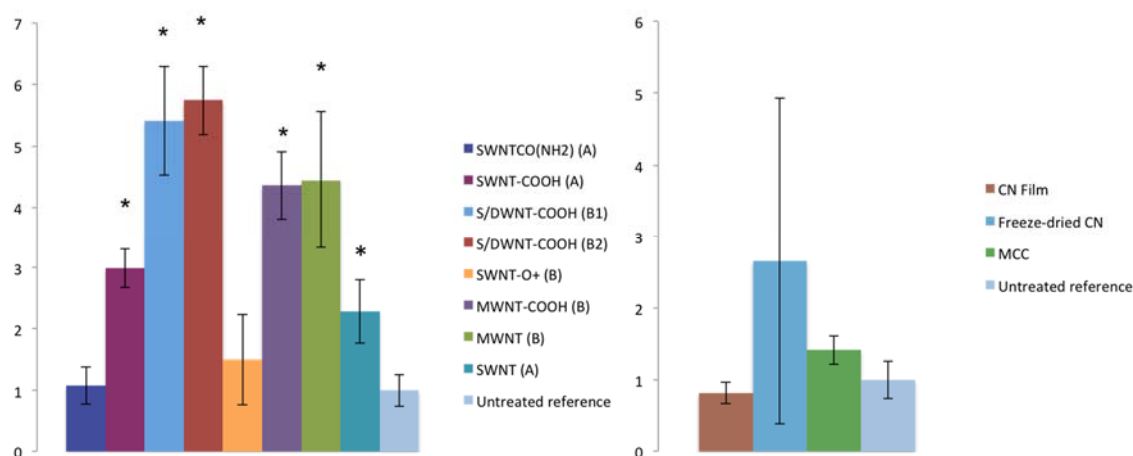 7
6
5
4
3
2
1
0
*
*
*
*
*
*
SWNTCO(NH2) (A)
SWNT-COOH (A)
S/DWNT-COOH (B1)
S/DWNT-COOH (B2)
SWNT-O+ (B)
MWNT-COOH (B)
MWNT (B)
SWNT (A)
Untreated reference
6
5
4
3
2
1
0
CN Film
Freeze-dried CN
MCC
Untreated reference